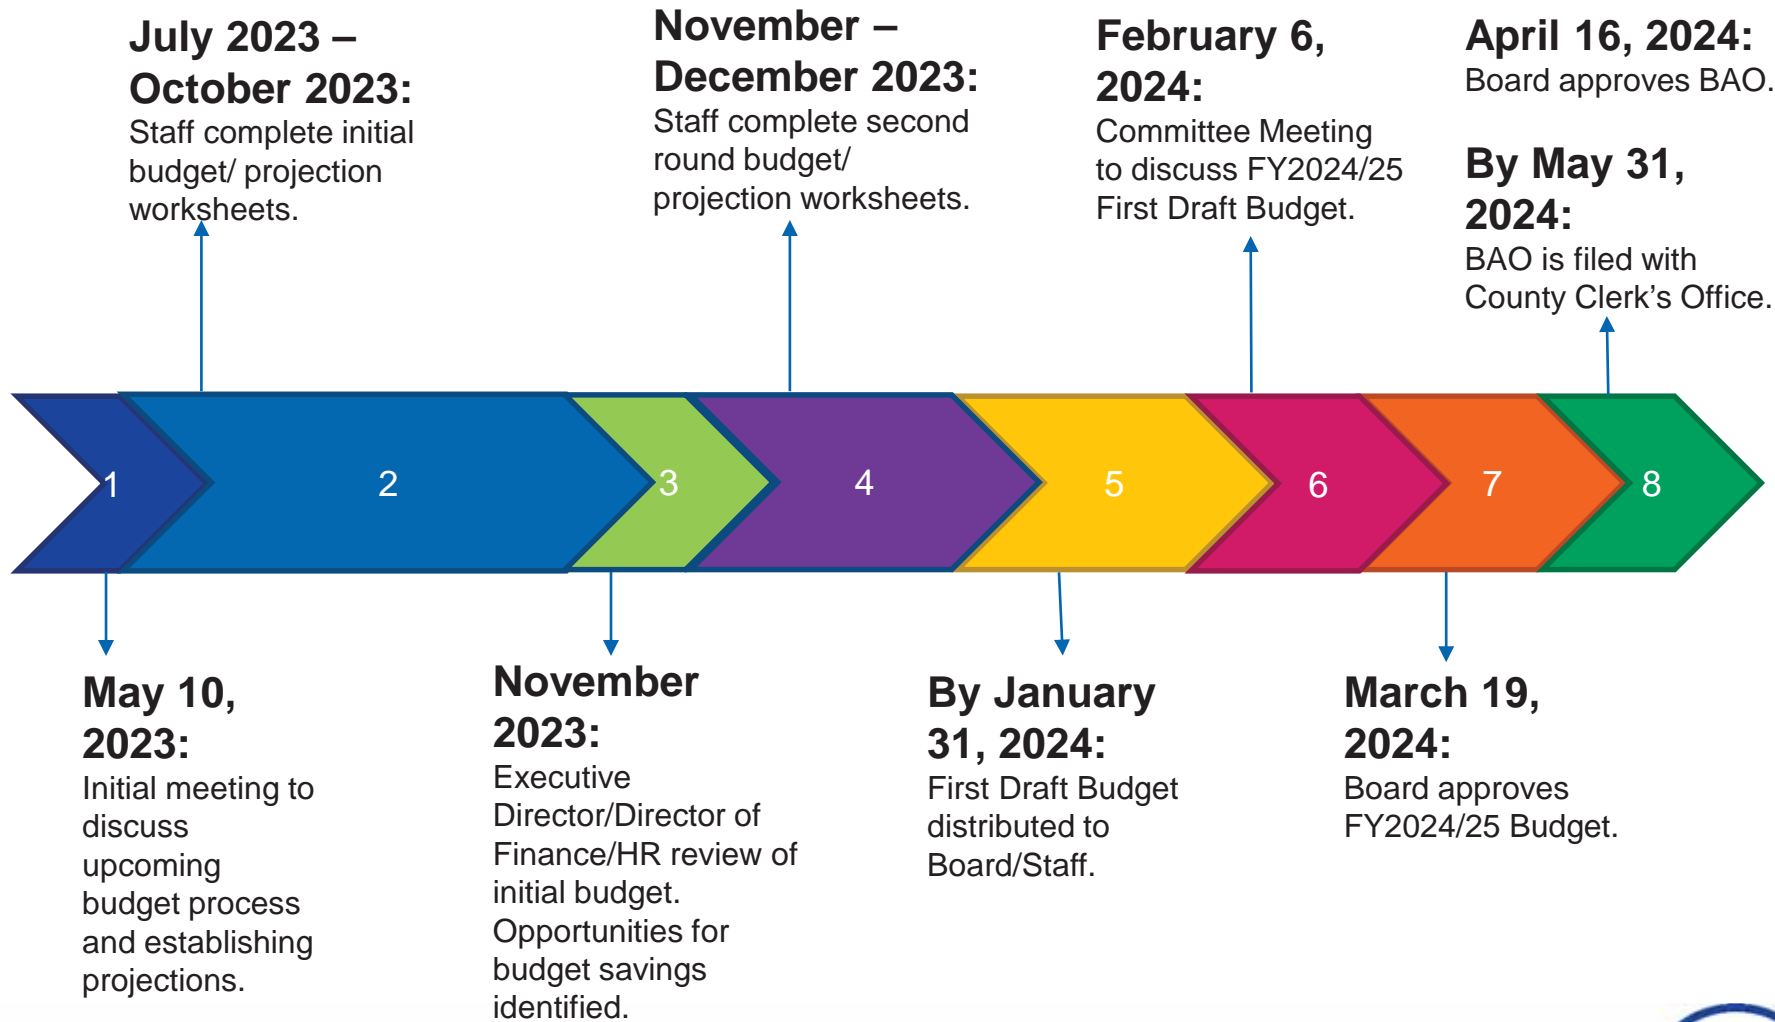 July 2023 –
October 2023:
Staff complete initial
budget/ projection
worksheets.
November –
December 2023:
Staff complete second
round budget/
projection worksheets.
February 6,
2024:
Committee Meeting
to discuss FY2024/25
First Draft Budget.
April 16, 2024:
Board approves BAO.
By May 31,
2024:
BAO is filed with
County Clerk’s Office.
1
2
3
4
5
6
7
8
May 10,
2023:
Initial meeting to
discuss
upcoming
budget process
and establishing
projections.
November
2023:
Executive
Director/Director of
Finance/HR review of
initial budget.
Opportunities for
budget savings
identified.
By January
31, 2024:
First Draft Budget
distributed to
Board/Staff.
March 19,
2024:
Board approves
FY2024/25 Budget.